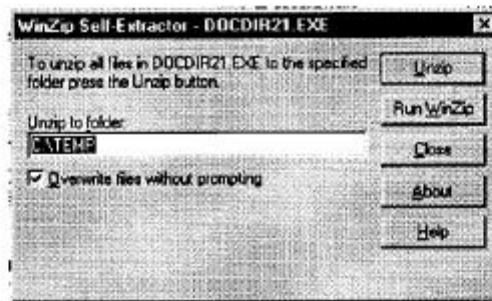 WinZip Self-Extractor - DOCDIR21.EXE
To unzip all files in DOCDIR21.EXE to the specified
folder press the Unzip button.
Unzip to folder:
C:\TEMP
Overwrite files without prompting
Unzip
Run WinZip
Close
About
Help